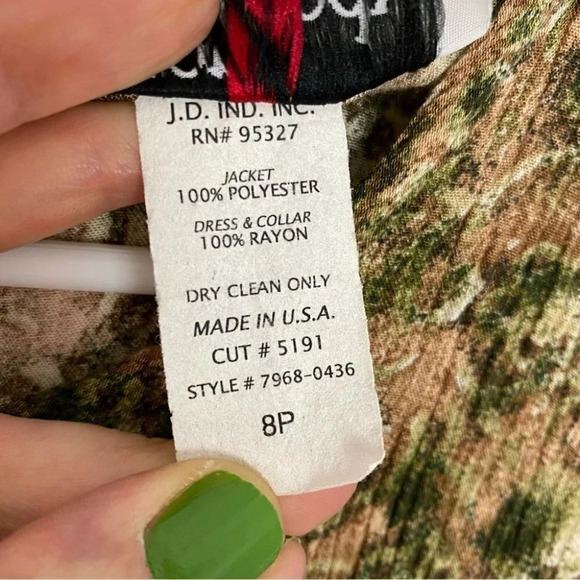 J.D. IND. INC.
RN# 95327
JACKET
100% POLYESTER
DRESS & COLLAR
100% RAYON
DRY CLEAN ONLY
MADE IN U.S.A.
CUT # 5191
STYLE # 7968-0436
8P